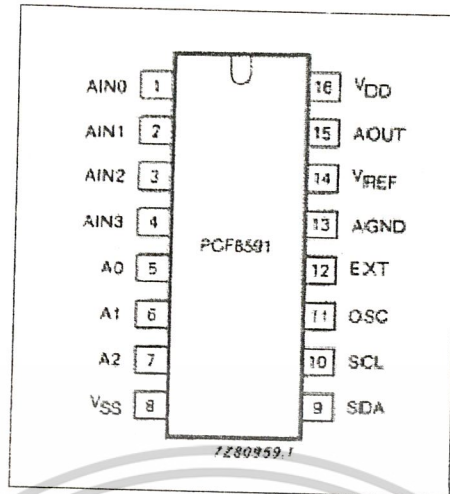 AIN0 1 16 VDD
AIN1 2 15 AOUT
AIN2 3 14 VREF
AIN3 4 13 AGND
PCF8591
A0 5 12 EXT
A1 6 11 OSC
A2 7 10 SCL
VSS 8 9 SDA
7Z80959.1